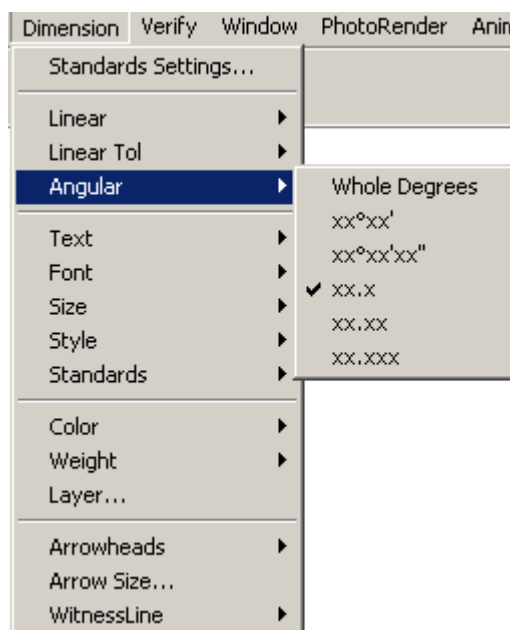 Dimension Verify Window PhotoRender
Standards Settings...
Linear
Linear Tol
Angular
Whole Degrees
xx°xx'
xx°xx'xx"
xx.x
xx.xx
xx.xxx
Text
Font
Size
Style
Standards
Color
Weight
Layer...
Arrowheads
Arrow Size...
WitnessLine